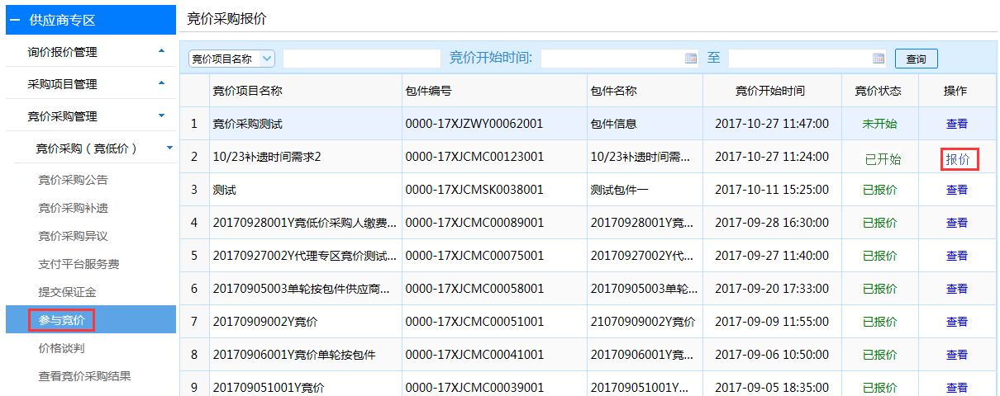 供应商专区
询价报价管理
采购项目管理
竞价采购管理
竞价采购（竞低价）
竞价采购公告
竞价采购补遗
竞价采购异议
支付平台服务费
提交保证金
参与竞价
价格谈判
查看竞价采购结果
竞价采购报价
竞价项目名称 竞价开始时间: 至 查询
竞价项目名称 包件编号 包件名称 竞价开始时间 竞价状态 操作
1 竞价采购测试 0000-17XJZWY00062001 包件信息 2017-10-27 11:47:00 未开始 查看
2 10/23补遗时间需求2 0000-17XJCMC00123001 10/23补遗时间需... 2017-10-27 11:24:00 已开始 报价
3 测试 0000-17XJCMSK0038001 测试包件一 2017-10-11 15:25:00 已报价 查看
4 20170928001Y竞低价采购人缴费... 0000-17XJCMC00089001 20170928001Y竞... 2017-09-28 16:30:00 已报价 查看
5 20170927002Y代理专区竞价测试... 0000-17XJCMC00075001 20170927002Y代... 2017-09-27 11:40:00 已报价 查看
6 20170905003单轮按包件供应商... 0000-17XJCMC00058001 20170905003单轮... 2017-09-20 17:33:00 已报价 查看
7 20170909002Y竞价 0000-17XJCMC00051001 21070909002Y竞价 2017-09-09 11:55:00 已报价 查看
8 20170906001Y竞价单轮按包件 0000-17XJCMC00041001 20170906001Y竞... 2017-09-06 10:50:00 已报价 查看
9 201709051001Y竞价 0000-17XJCMC00039001 201709051001Y... 2017-09-05 18:35:00 已报价 查看